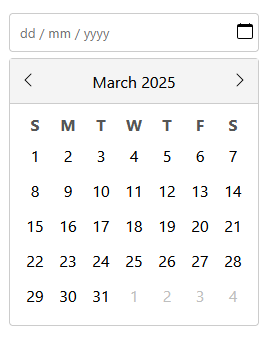 dd / mm / yyyy
March 2025
S M T W T F S
1 2 3 4 5 6 7
8 9 10 11 12 13 14
15 16 17 18 19 20 21
22 23 24 25 26 27 28
29 30 31 1 2 3 4